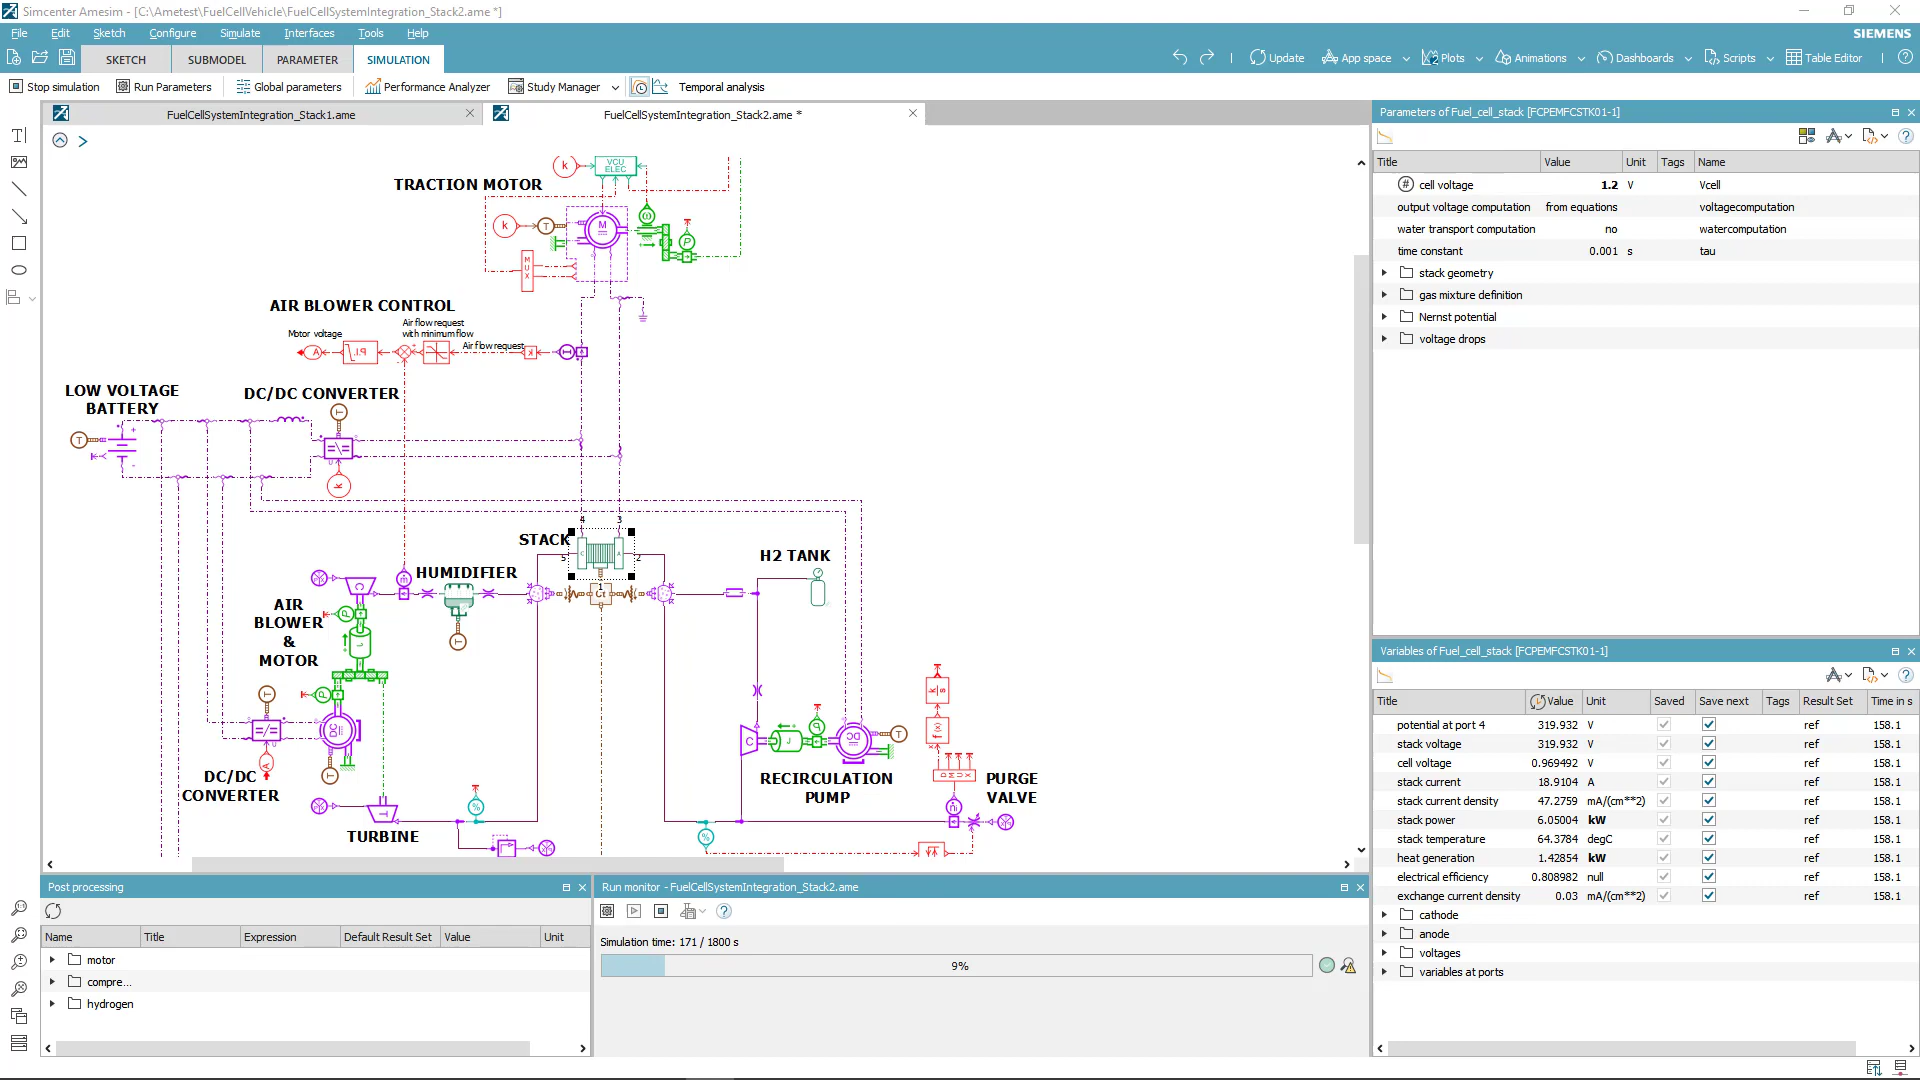 Simcenter Amesim - [C:\Ametest\FuelCellVehicle\FuelCellSystemIntegration_Stack2.ame *]
File Edit Sketch Configure Simulate Interfaces Tools Help
SIEMENS
SKETCH SUBMODEL PARAMETER SIMULATION
Update App space Plots Animations Dashboards Scripts Table Editor
Stop simulation Run Parameters Global parameters Performance Analyzer Study Manager Temporal analysis
FuelCellSystemIntegration_Stack1.ame
FuelCellSystemIntegration_Stack2.ame *
k
VCU
ELEC
TRACTION MOTOR
k T M ω P
M
U
X
AIR BLOWER CONTROL
Motor voltage
Air flow request
with minimum flow
Air flow request
A P.I. k I
LOW VOLTAGE
BATTERY
DC/DC CONVERTER
T
T
k
STACK
4 3
5 2
C A
1
Ct
HUMIDIFIER
H2 TANK
C
T
AIR
BLOWER
&
MOTOR
P
J
T P
DC
T
A
DC/DC
CONVERTER
T
TURBINE
%
C J P DC T
RECIRCULATION
PUMP
k
s
f(x)
x
D M U X
PURGE
VALVE
%
Parameters of Fuel_cell_stack [FCPEMFCSTK01-1]
Title Value Unit Tags Name
# cell voltage 1.2 V Vcell
output voltage computation from equations voltagecomputation
water transport computation no watercomputation
time constant 0.001 s tau
stack geometry
gas mixture definition
Nernst potential
voltage drops
Variables of Fuel_cell_stack [FCPEMFCSTK01-1]
Title Value Unit Saved Save next Tags Result Set Time in s
potential at port 4 319.932 V ref 158.1
stack voltage 319.932 V ref 158.1
cell voltage 0.969492 V ref 158.1
stack current 18.9104 A ref 158.1
stack current density 47.2759 mA/(cm**2) ref 158.1
stack power 6.05004 kW ref 158.1
stack temperature 64.3784 degC ref 158.1
heat generation 1.42854 kW ref 158.1
electrical efficiency 0.808982 null ref 158.1
exchange current density 0.03 mA/(cm**2) ref 158.1
cathode
anode
voltages
variables at ports
Post processing
Name Title Expression Default Result Set Value Unit
motor
compre...
hydrogen
Run monitor - FuelCellSystemIntegration_Stack2.ame
Simulation time: 171 / 1800 s
9%